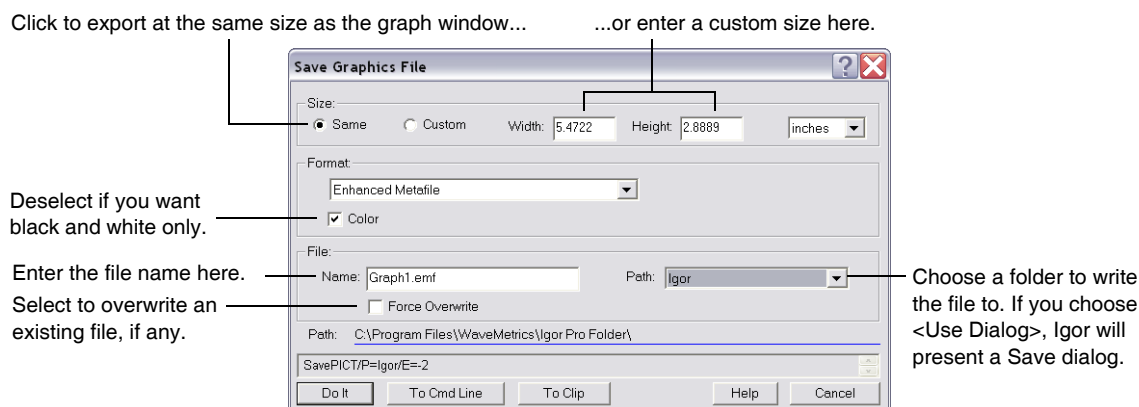 Click to export at the same size as the graph window...
...or enter a custom size here.
Save Graphics File
Size:
Same
Custom
Width: 5.4722
Height: 2.8889
inches
Format:
Enhanced Metafile
Color
Deselect if you want
black and white only.
File:
Enter the file name here.
Name: Graph1.emf
Path: Igor
Choose a folder to write
the file to. If you choose
<Use Dialog>, Igor will
present a Save dialog.
Select to overwrite an
existing file, if any.
Force Overwrite
Path: C:\Program Files\WaveMetrics\Igor Pro Folder\
SavePICT/P=Igor/E=-2
Do It
To Cmd Line
To Clip
Help
Cancel